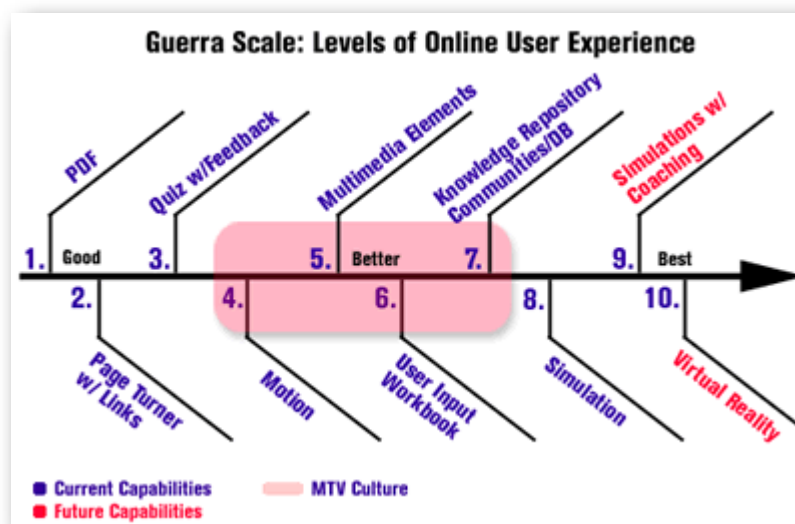 Guerra Scale: Levels of Online User Experience
PDF
Quiz w/Feedback
Multimedia Elements
Knowledge Repository
Communities/DB
Simulations w/
Coaching
1. Good
3.
5. Better
7.
9. Best
2.
4.
6.
8.
10.
Page Turner
w/ Links
Motion
User Input
Workbook
Simulation
Virtual Reality
Current Capabilities
MTV Culture
Future Capabilities